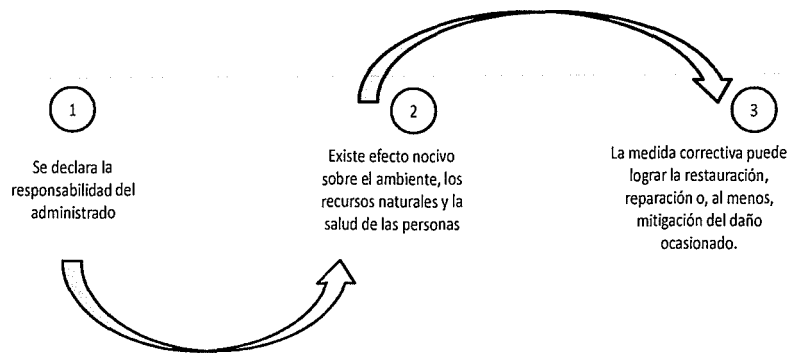 1
Se declara la
responsabilidad del
administrado
2
Existe efecto nocivo
sobre el ambiente, los
recursos naturales y la
salud de las personas
3
La medida correctiva puede
lograr la restauración,
reparación o, al menos,
mitigación del daño
ocasionado.